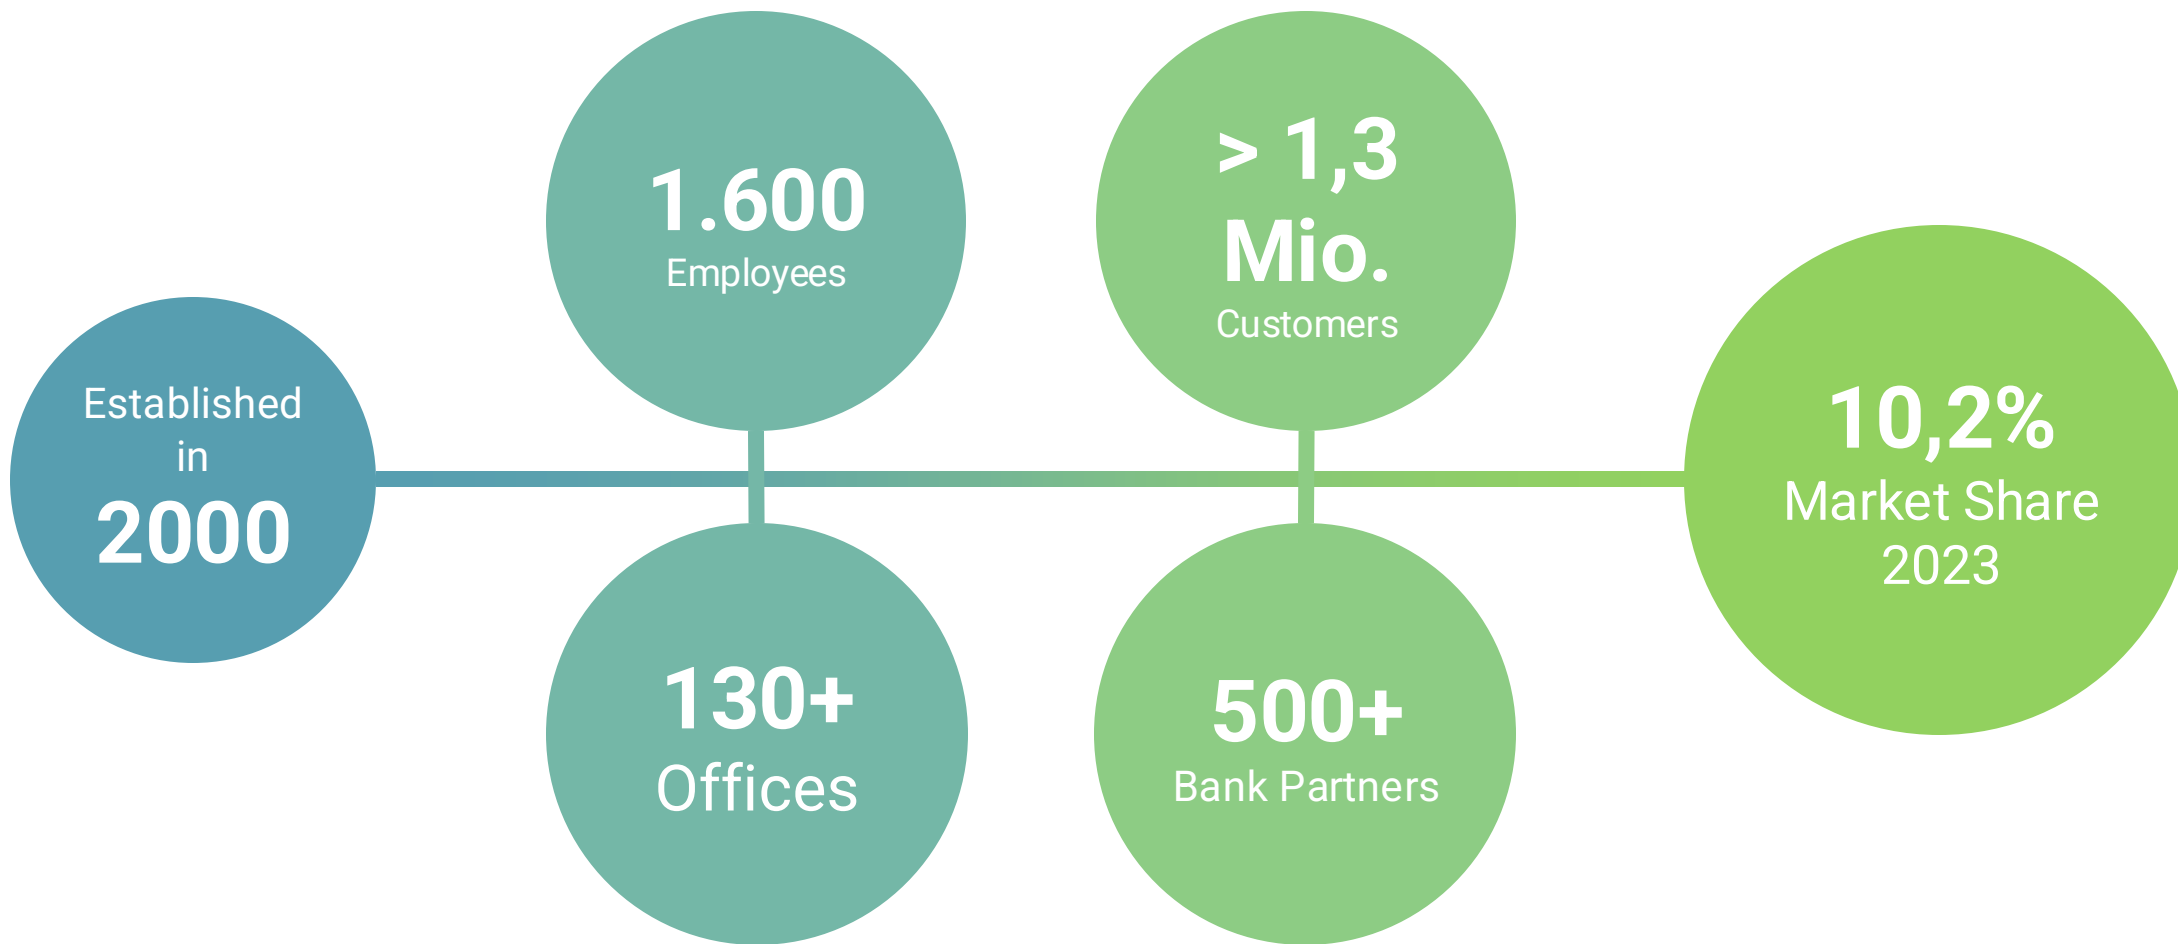 Established
in
2000
1.600
Employees
130+
Offices
> 1,3
Mio.
Customers
500+
Bank Partners
10,2%
Market Share
2023